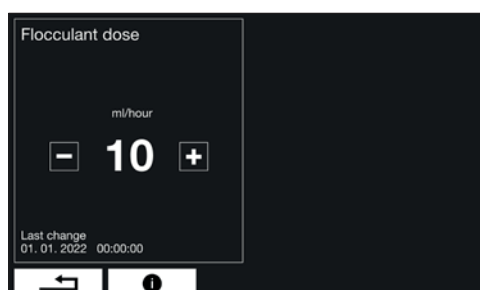 Flocculant dose
ml/hour
− 10 +
Last change
01. 01. 2022 00:00:00